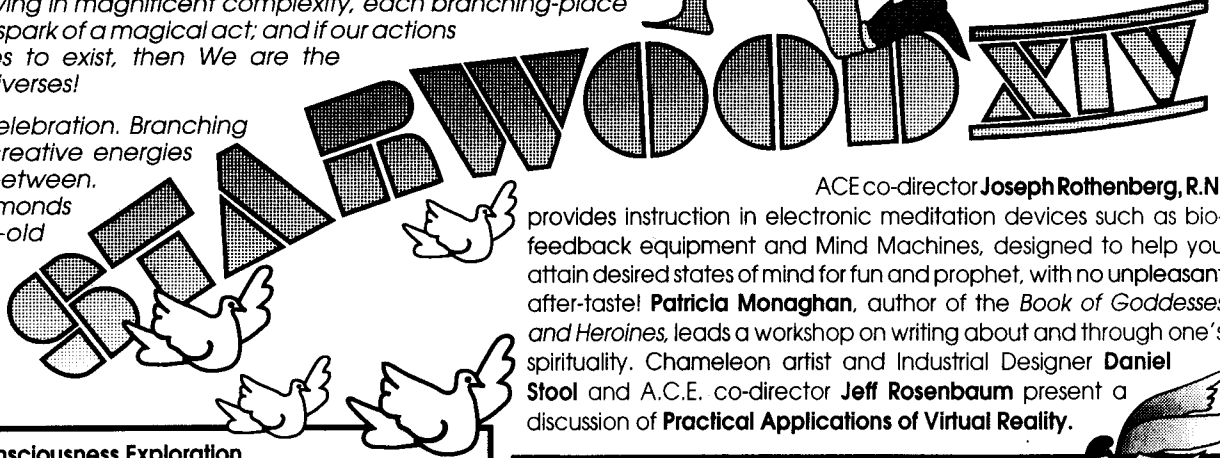 ving in magnificent complexity, each branching-place
spark of a magical act; and if our actions
s to exist, then We are the
verses!
elebration. Branching
reative energies
etween.
monds
-old
STARWOOD XIV
ACE co-director Joseph Rothenberg, R.N.
provides instruction in electronic meditation devices such as bio-
feedback equipment and Mind Machines, designed to help you
attain desired states of mind for fun and prophet, with no unpleasant
after-taste! Patricia Monaghan, author of the Book of Goddesses
and Heroines, leads a workshop on writing about and through one's
spirituality. Chameleon artist and Industrial Designer Daniel
Stool and A.C.E. co-director Jeff Rosenbaum present a
discussion of Practical Applications of Virtual Reality.
nsciousness Exploration